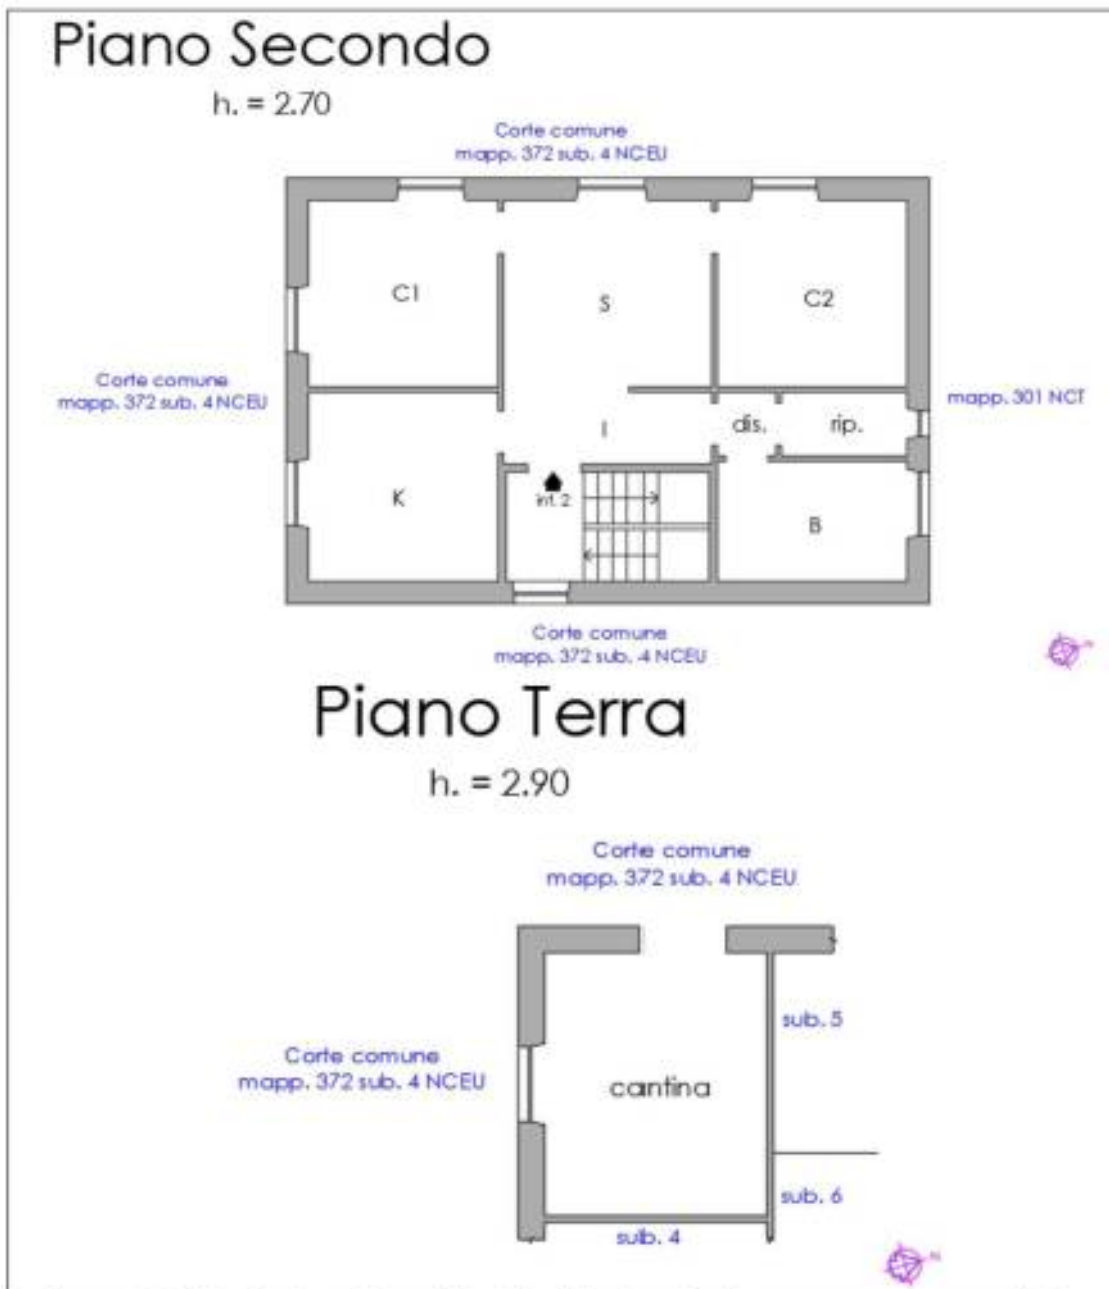 Piano Secondo
h. = 2.70
Corte comune
mapp. 372 sub. 4 NCEU
C1
S
C2
Corte comune
mapp. 372 sub. 4 NCEU
mapp. 301 NCT
I
dis.
rip.
K
int. 2
B
Corte comune
mapp. 372 sub. 4 NCEU
Piano Terra
h. = 2.90
Corte comune
mapp. 372 sub. 4 NCEU
sub. 5
Corte comune
mapp. 372 sub. 4 NCEU
cantina
sub. 6
sub. 4